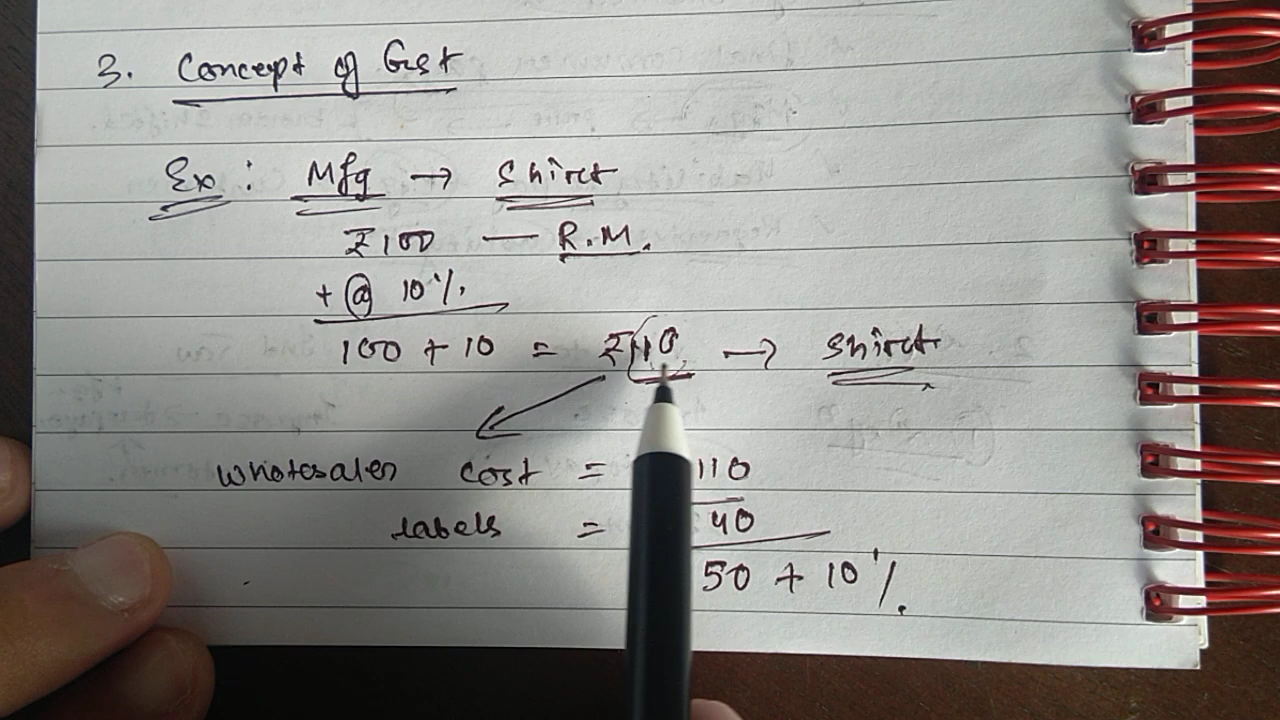 3. Concept of Gst
Ex : Mfg → Shirt
₹100 — R.M.
+ @ 10%.
100 + 10 = ₹110 → Shirt
wholesaler cost = 110
labels = 40
50 + 10%.